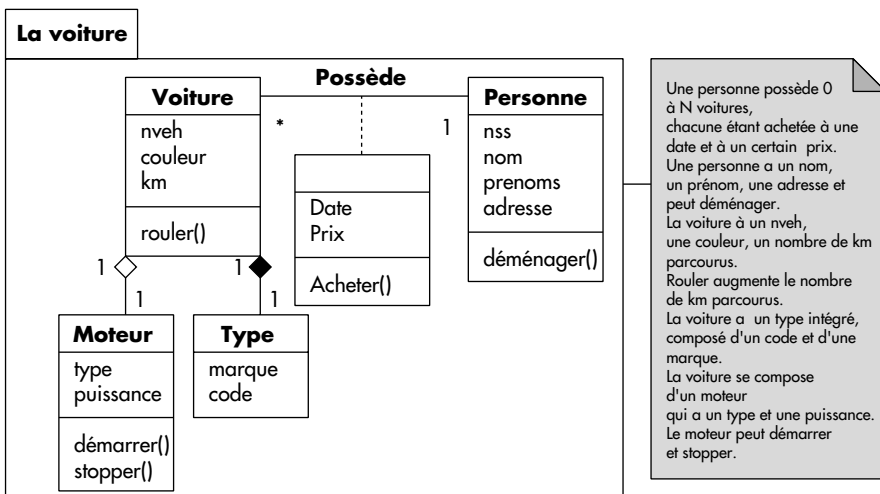 La voiture
Possède
Voiture
nveh
couleur
km
rouler()
*
1
Personne
nss
nom
prenoms
adresse
déménager()
Date
Prix
Acheter()
1
1
1
1
Moteur
type
puissance
démarrer()
stopper()
Type
marque
code
Une personne possède 0
à N voitures,
chacune étant achetée à une
date et à un certain prix.
Une personne a un nom,
un prénom, une adresse et
peut déménager.
La voiture à un nveh,
une couleur, un nombre de km
parcourus.
Rouler augmente le nombre
de km parcourus.
La voiture a un type intégré,
composé d'un code et d'une
marque.
La voiture se compose
d'un moteur
qui a un type et une puissance.
Le moteur peut démarrer
et stopper.